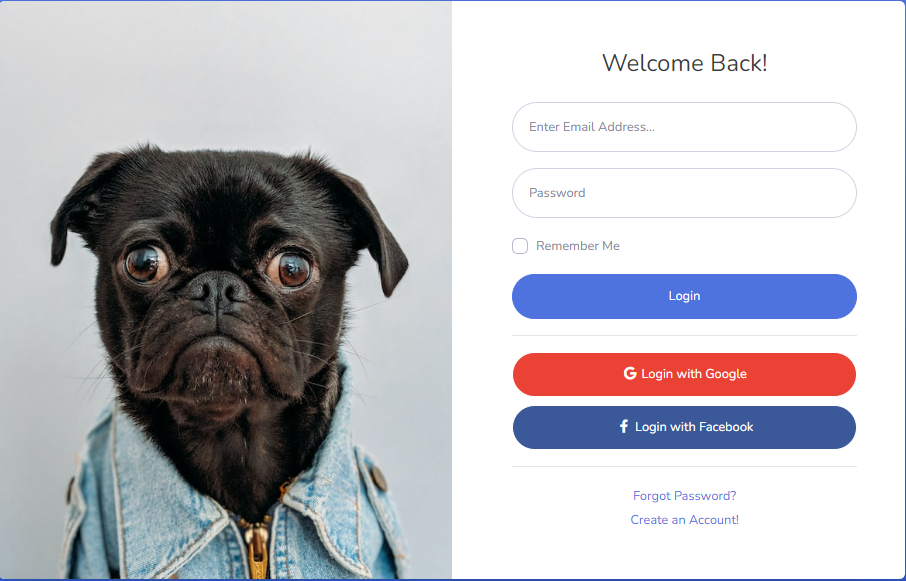 Welcome Back!
Enter Email Address...
Password
Remember Me
Login
Login with Google
Login with Facebook
Forgot Password?
Create an Account!